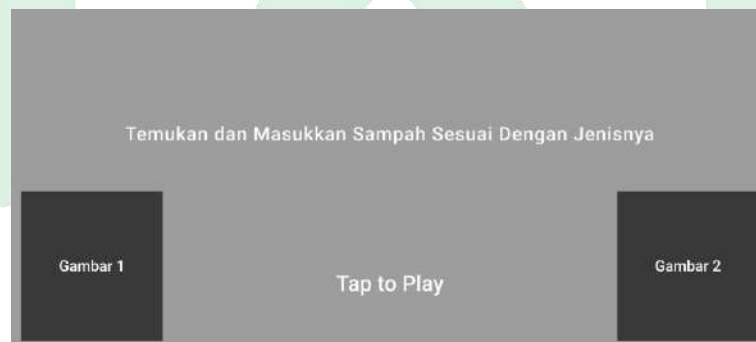 Temukan dan Masukkan Sampah Sesuai Dengan Jenisnya
Gambar 1
Gambar 2
Tap to Play